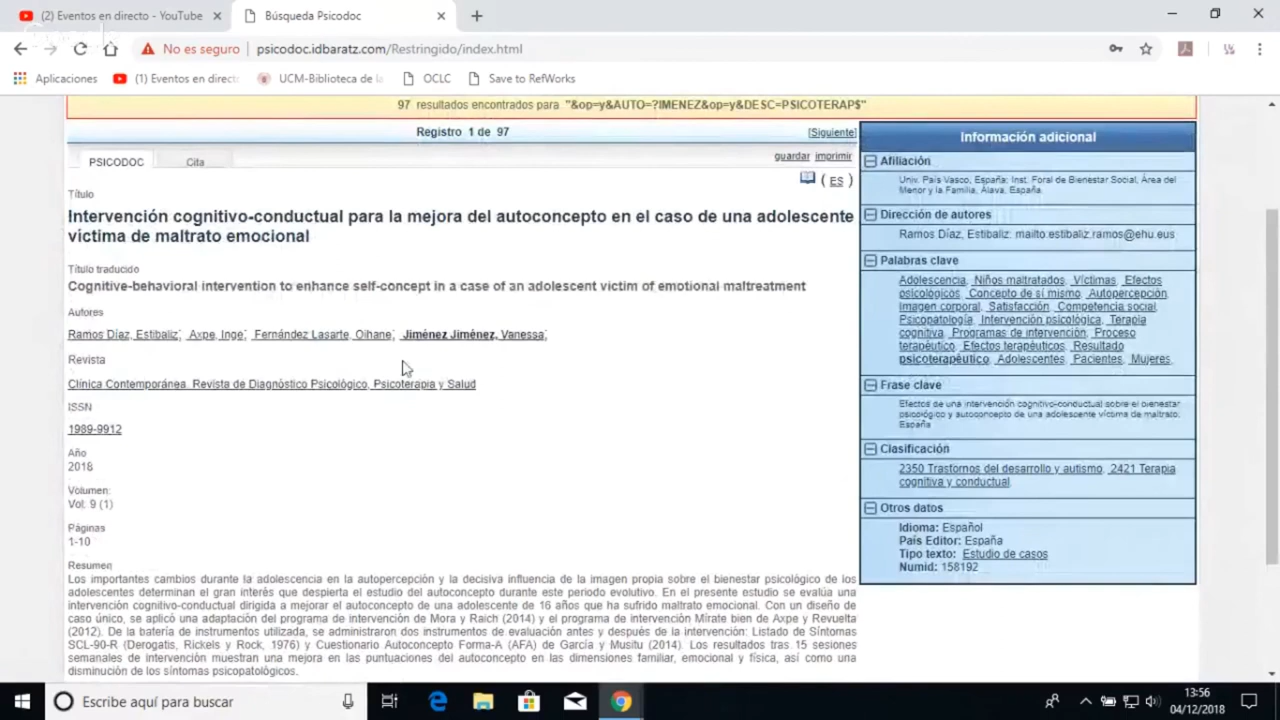 (2) Eventos en directo - YouTube
Búsqueda Psicodoc
No es seguro
psicodoc.idbaratz.com/Restringido/index.html
Aplicaciones
(1) Eventos en direct
UCM-Biblioteca de la
OCLC
Save to RefWorks
97 resultados encontrados para "&op=y&AUTO=?IMENEZ&op=y&DESC=PSICOTERAP$"
Registro 1 de 97
[Siguiente]
PSICODOC
Cita
guardar imprimir
( ES )
Título
Intervención cognitivo-conductual para la mejora del autoconcepto en el caso de una adolescente
víctima de maltrato emocional
Título traducido
Cognitive-behavioral intervention to enhance self-concept in a case of an adolescent victim of emotional maltreatment
Autores
Ramos Díaz, Estibaliz; Axpe, Inge; Fernández Lasarte, Oihane; Jiménez Jiménez, Vanessa;
Revista
Clínica Contemporánea. Revista de Diagnóstico Psicológico, Psicoterapia y Salud
ISSN
1989-9912
Año
2018
Volumen:
Vol. 9 (1)
Páginas
1-10
Resumen
Los importantes cambios durante la adolescencia en la autopercepción y la decisiva influencia de la imagen propia sobre el bienestar psicológico de los
adolescentes determinan el gran interés que despierta el estudio del autoconcepto durante este periodo evolutivo. En el presente estudio se evalúa una
intervención cognitivo-conductual dirigida a mejorar el autoconcepto de una adolescente de 16 años que ha sufrido maltrato emocional. Con un diseño de
caso único, se aplicó una adaptación del programa de intervención de Mora y Raich (2014) y el programa de intervención Mírate bien de Axpe y Revuelta
(2012). De la batería de instrumentos utilizada, se administraron dos instrumentos de evaluación antes y después de la intervención: Listado de Síntomas
SCL-90-R (Derogatis, Rickels y Rock, 1976) y Cuestionario Autoconcepto Forma-A (AFA) de García y Musitu (2014). Los resultados tras 15 sesiones
semanales de intervención muestran una mejora en las puntuaciones del autoconcepto en las dimensiones familiar, emocional y física, así como una
disminución de los síntomas psicopatológicos.
Información adicional
Afiliación
Univ. País Vasco, España; Inst. Foral de Bienestar Social, Área del
Menor y la Familia, Álava, España.
Dirección de autores
Ramos Díaz, Estibaliz: mailto:estibaliz.ramos@ehu.eus
Palabras clave
Adolescencia, Niños maltratados, Víctimas, Efectos
psicológicos, Concepto de sí mismo, Autopercepción,
Imagen corporal, Satisfacción, Competencia social,
Psicopatología, Intervención psicológica, Terapia
cognitiva, Programas de intervención, Proceso
terapéutico, Efectos terapéuticos, Resultado
psicoterapéutico, Adolescentes, Pacientes, Mujeres,
Frase clave
Efectos de una intervención cognitivo-conductual sobre el bienestar
psicológico y autoconcepto de una adolescente víctima de maltrato.
España
Clasificación
2350 Trastornos del desarrollo y autismo, 2421 Terapia
cognitiva y conductual,
Otros datos
Idioma: Español
País Editor: España
Tipo texto: Estudio de casos
Numid: 158192
Escribe aquí para buscar
13:56
04/12/2018